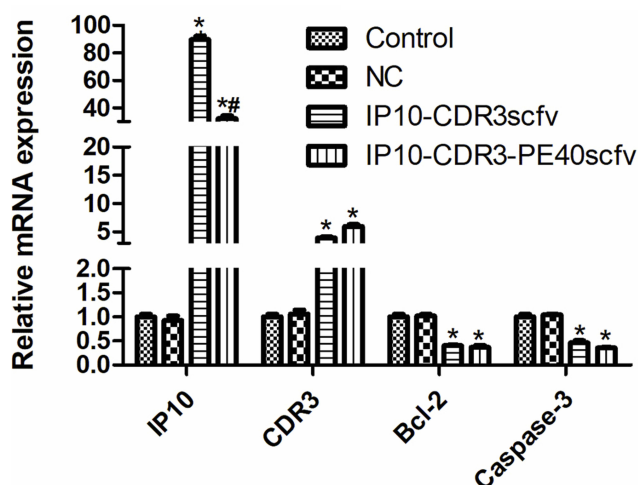 Relative mRNA expression
100
80
60
40
20
15
10
5
2.0
1.5
1.0
0.5
0.0
*
*#
*
*
*
*
*
*
Control
NC
IP10-CDR3scfv
IP10-CDR3-PE40scfv
IP10
CDR3
Bcl-2
Caspase-3